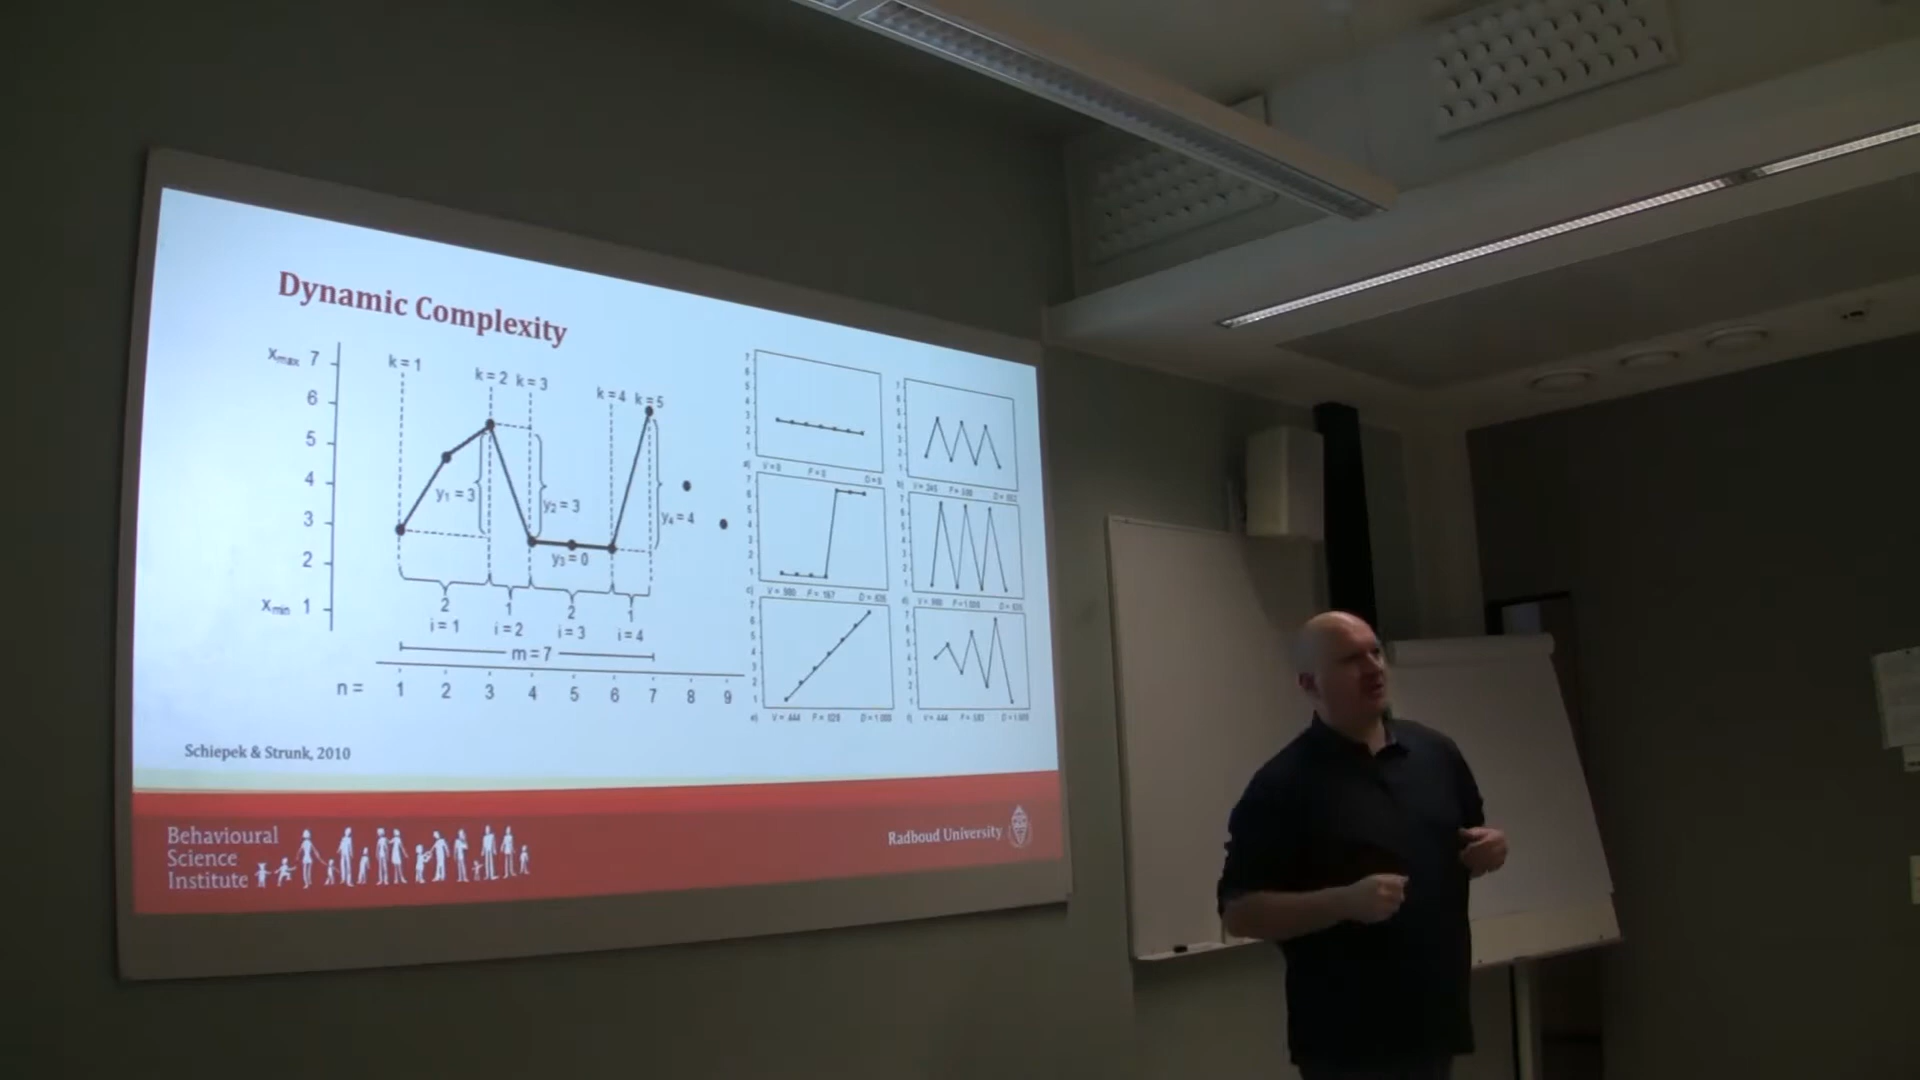 Dynamic Complexity
Xmax 7
6
5
4
3
2
Xmin 1
k = 1
k = 2 k = 3
k = 4 k = 5
y1 = 3
y2 = 3
y3 = 0
y4 = 4
2 1 2 1
i = 1 i = 2 i = 3 i = 4
m = 7
n = 1 2 3 4 5 6 7 8 9
Schiepek & Strunk, 2010
Behavioural
Science
Institute
Radboud University